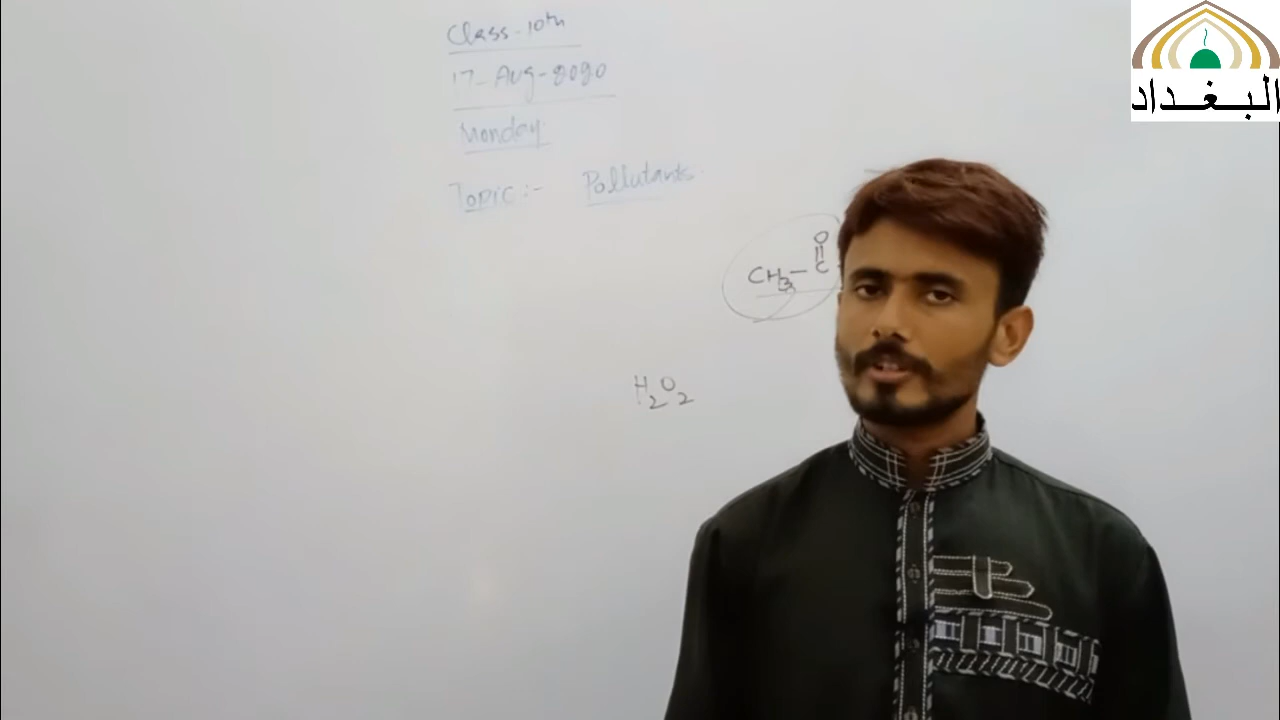 Class-10th
17-Aug-2020
Monday
Topic:- Pollutants
O
CH3-C
H2O2
البغداد